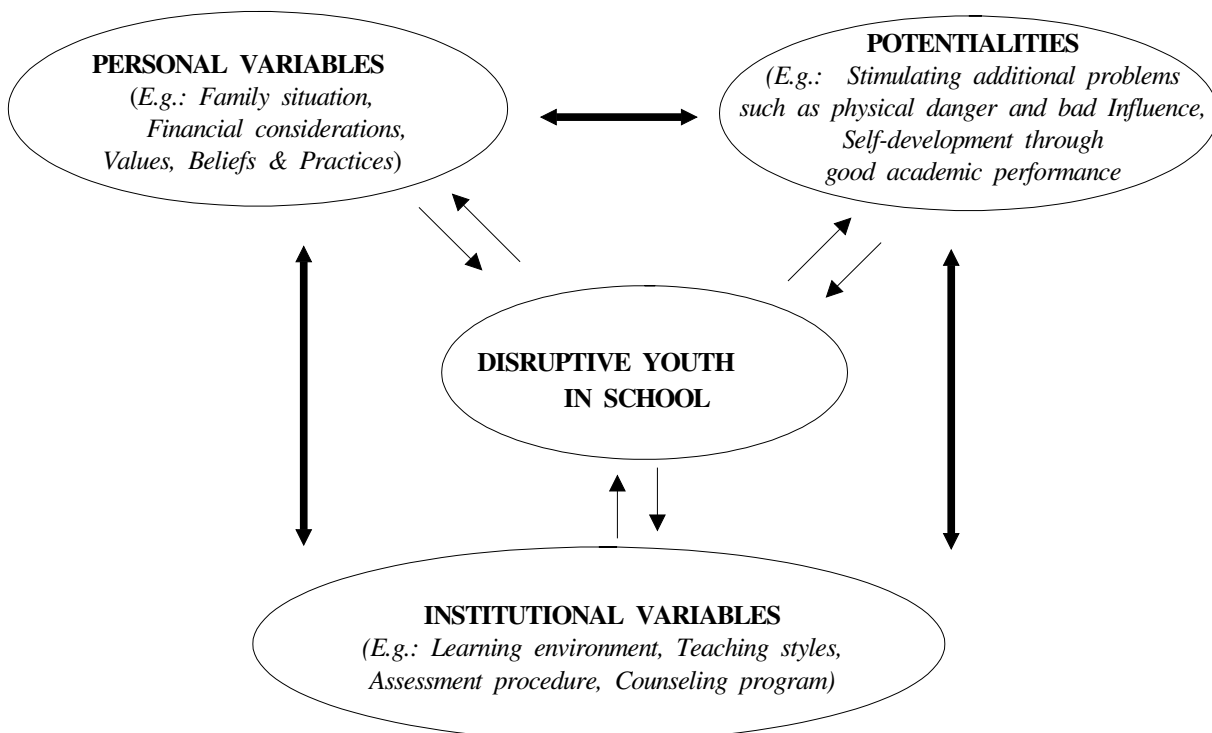 PERSONAL VARIABLES
(E.g.: Family situation,
Financial considerations,
Values, Beliefs & Practices)
POTENTIALITIES
(E.g.: Stimulating additional problems
such as physical danger and bad Influence,
Self-development through
good academic performance
DISRUPTIVE YOUTH
IN SCHOOL
INSTITUTIONAL VARIABLES
(E.g.: Learning environment, Teaching styles,
Assessment procedure, Counseling program)